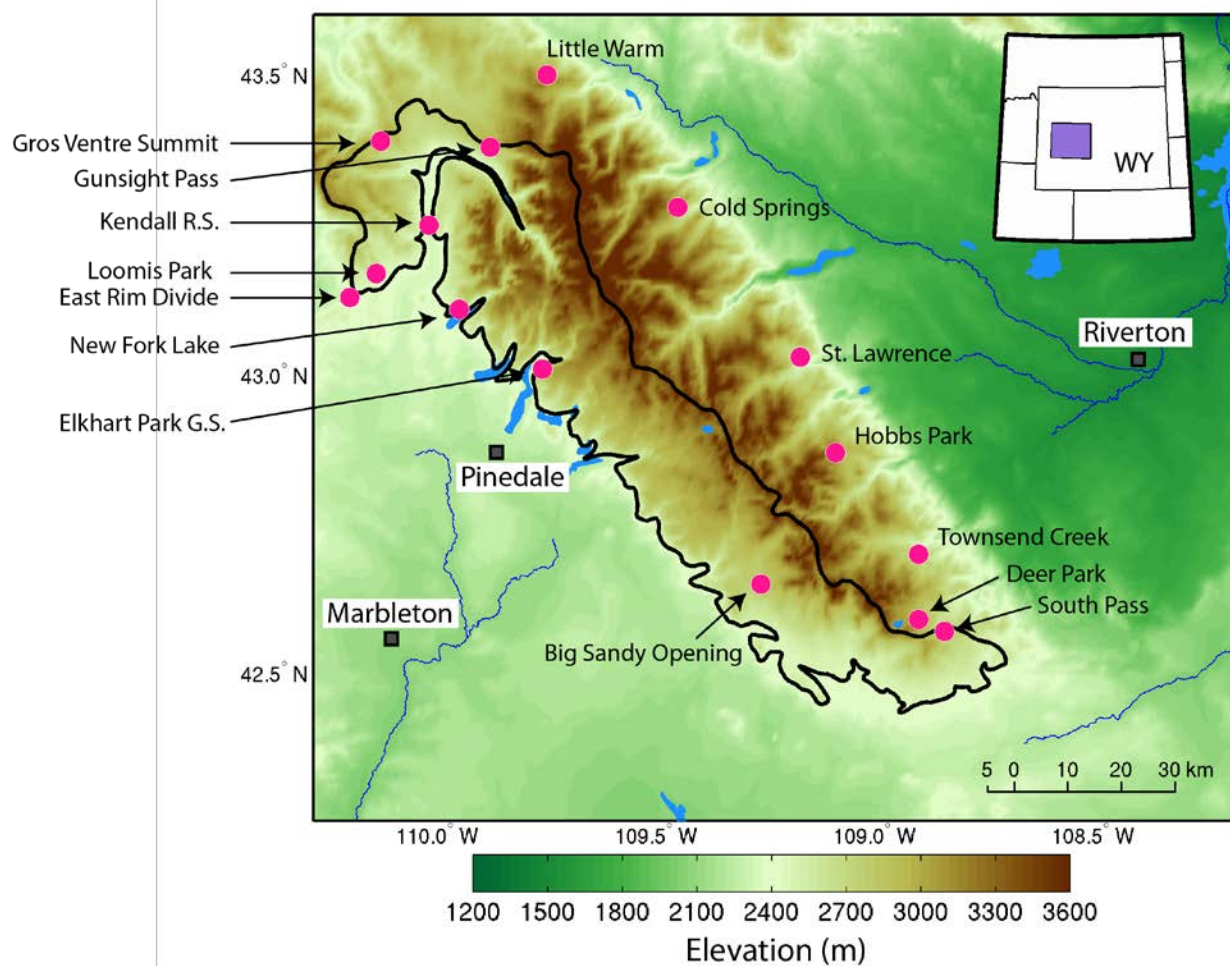 Little Warm
43.5° N
WY
Gros Ventre Summit
Gunsight Pass
Cold Springs
Kendall R.S.
Loomis Park
East Rim Divide
Riverton
New Fork Lake
St. Lawrence
43.0° N
Elkhart Park G.S.
Hobbs Park
Pinedale
Townsend Creek
Deer Park
South Pass
Marbleton
Big Sandy Opening
42.5° N
5 0 10 20 30 km
110.0° W 109.5° W 109.0° W 108.5° W
1200 1500 1800 2100 2400 2700 3000 3300 3600
Elevation (m)